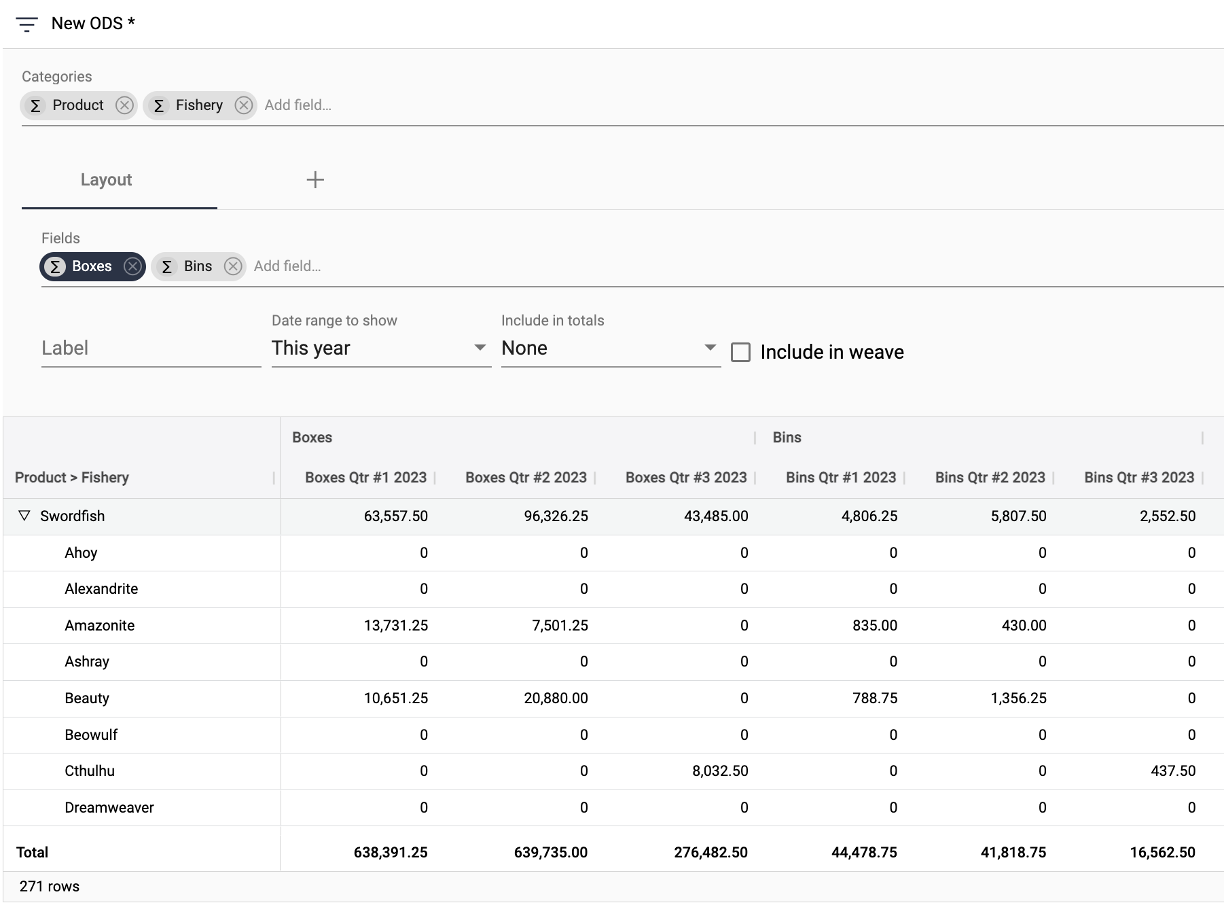 New ODS *
Categories
Σ Product Σ Fishery Add field...
Layout +
Fields
Σ Boxes Σ Bins Add field...
Date range to show Include in totals
Label This year None Include in weave
Boxes Bins
Product > Fishery Boxes Qtr #1 2023 Boxes Qtr #2 2023 Boxes Qtr #3 2023 Bins Qtr #1 2023 Bins Qtr #2 2023 Bins Qtr #3 2023
Swordfish 63,557.50 96,326.25 43,485.00 4,806.25 5,807.50 2,552.50
Ahoy 0 0 0 0 0 0
Alexandrite 0 0 0 0 0 0
Amazonite 13,731.25 7,501.25 0 835.00 430.00 0
Ashray 0 0 0 0 0 0
Beauty 10,651.25 20,880.00 0 788.75 1,356.25 0
Beowulf 0 0 0 0 0 0
Cthulhu 0 0 8,032.50 0 0 437.50
Dreamweaver 0 0 0 0 0 0
Total 638,391.25 639,735.00 276,482.50 44,478.75 41,818.75 16,562.50
271 rows